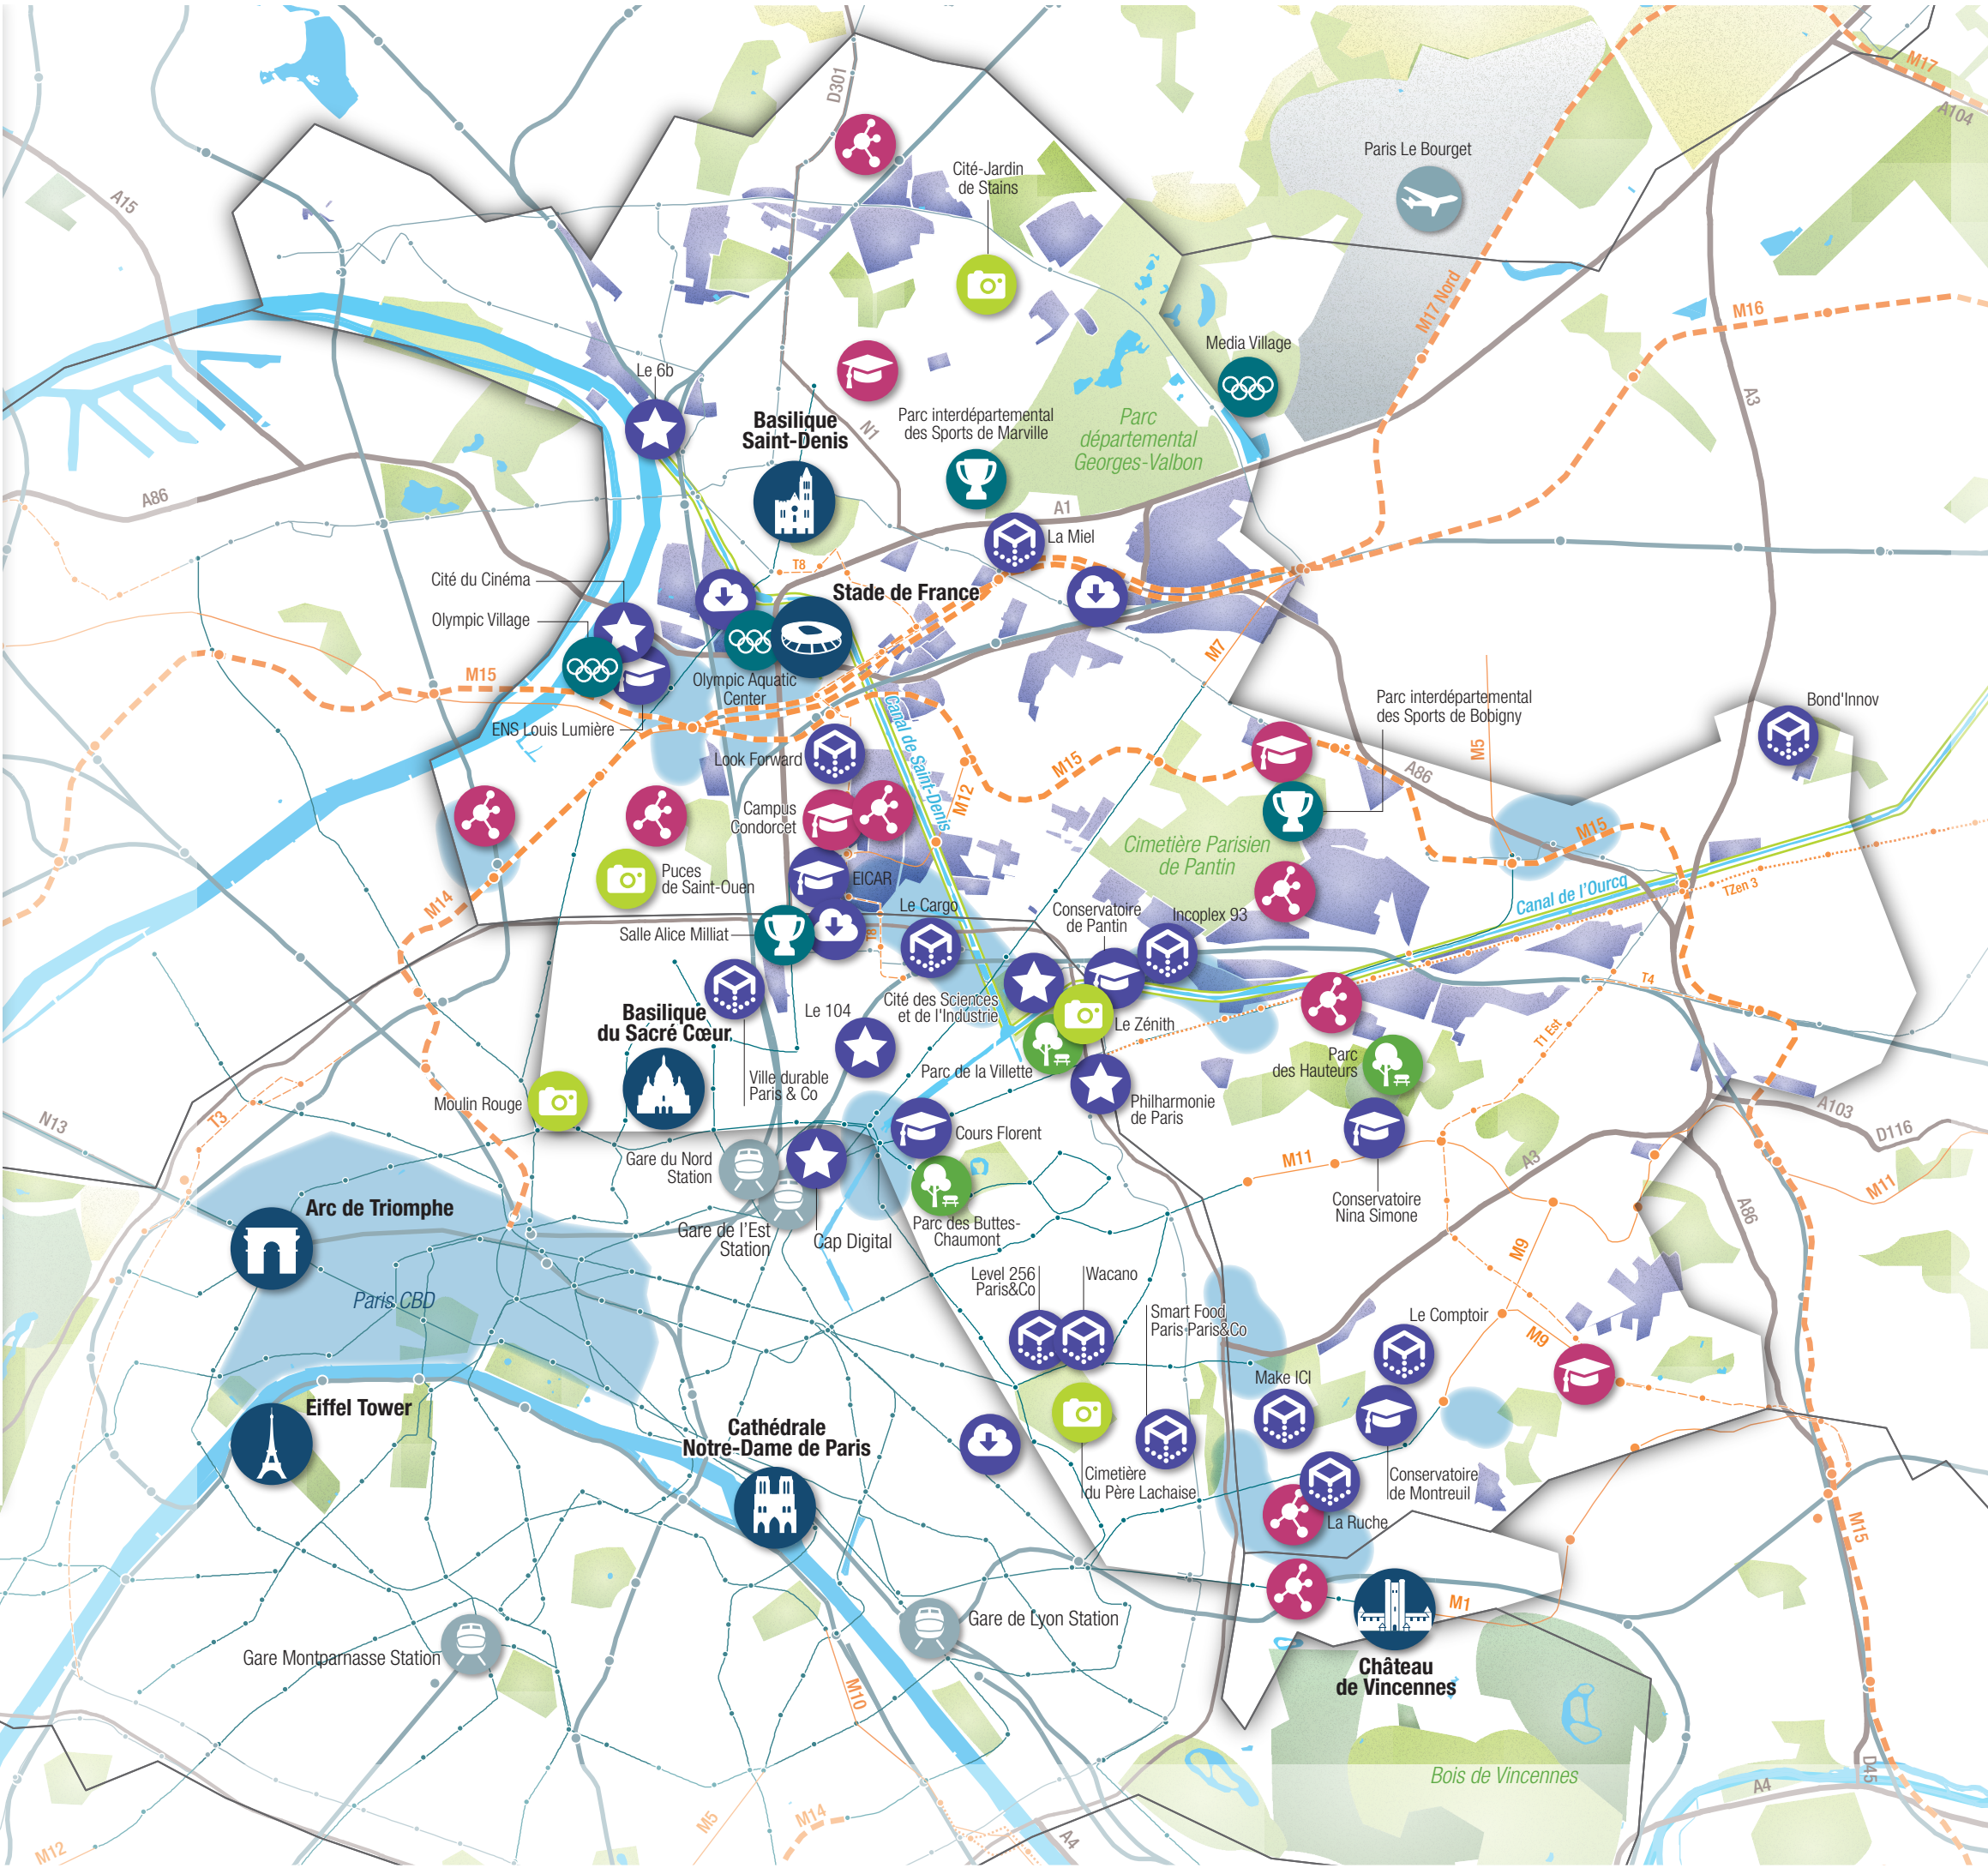 M17
A104
D301
Paris Le Bourget
Cité-Jardin
de Stains
A15
M17 Nord
M16
Media Village
Le 6b
A3
Basilique
Saint-Denis
N1
Parc interdépartemental
des Sports de Marville
Parc
départemental
Georges-Valbon
A86
A1
La Miel
T8
Cité du Cinéma
Stade de France
Olympic Village
M7
M15
Olympic Aquatic
Center
Parc interdépartemental
des Sports de Bobigny
Bond'Innov
ENS Louis Lumière
Canal de Saint-Denis
M5
Look Forward
M15
A86
M12
Campus
Condorcet
M15
Cimetière Parisien
de Pantin
Puces
de Saint-Ouen
EICAR
TZen 3
Canal de l'Ourcq
M14
Le Cargo
Conservatoire
de Pantin
Incoplex 93
Salle Alice Milliat
T8
T4
Cité des Sciences
et de l'Industrie
Le 104
Basilique
du Sacré Cœur
Le Zénith
T1 Est
Parc de la Villette
Parc
des Hauteurs
Ville durable
Paris & Co
Moulin Rouge
Philharmonie
de Paris
A103
N13
T3
D116
Cours Florent
Gare du Nord
Station
M11
A3
M11
Conservatoire
Nina Simone
Arc de Triomphe
A86
Parc des Buttes-
Chaumont
Gare de l'Est
Station
Cap Digital
M9
Level 256
Paris&Co
Wacano
Paris CBD
Smart Food
Paris Paris&Co
Le Comptoir
M9
Make ICI
Eiffel Tower
Cathédrale
Notre-Dame de Paris
Cimetière
du Père Lachaise
Conservatoire
de Montreuil
La Ruche
M15
M1
Gare de Lyon Station
Gare Montparnasse Station
Château
de Vincennes
M10
Bois de Vincennes
D45
A4
M5
M14
A4
M12